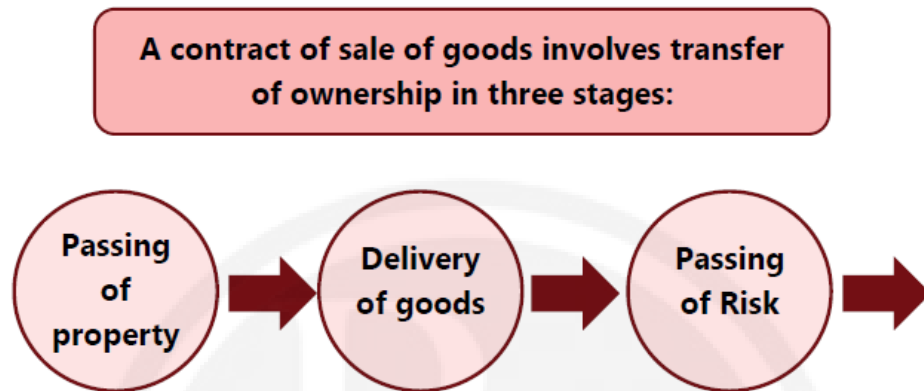 A contract of sale of goods involves transfer
of ownership in three stages:
Passing
of
property
Delivery
of goods
Passing
of Risk